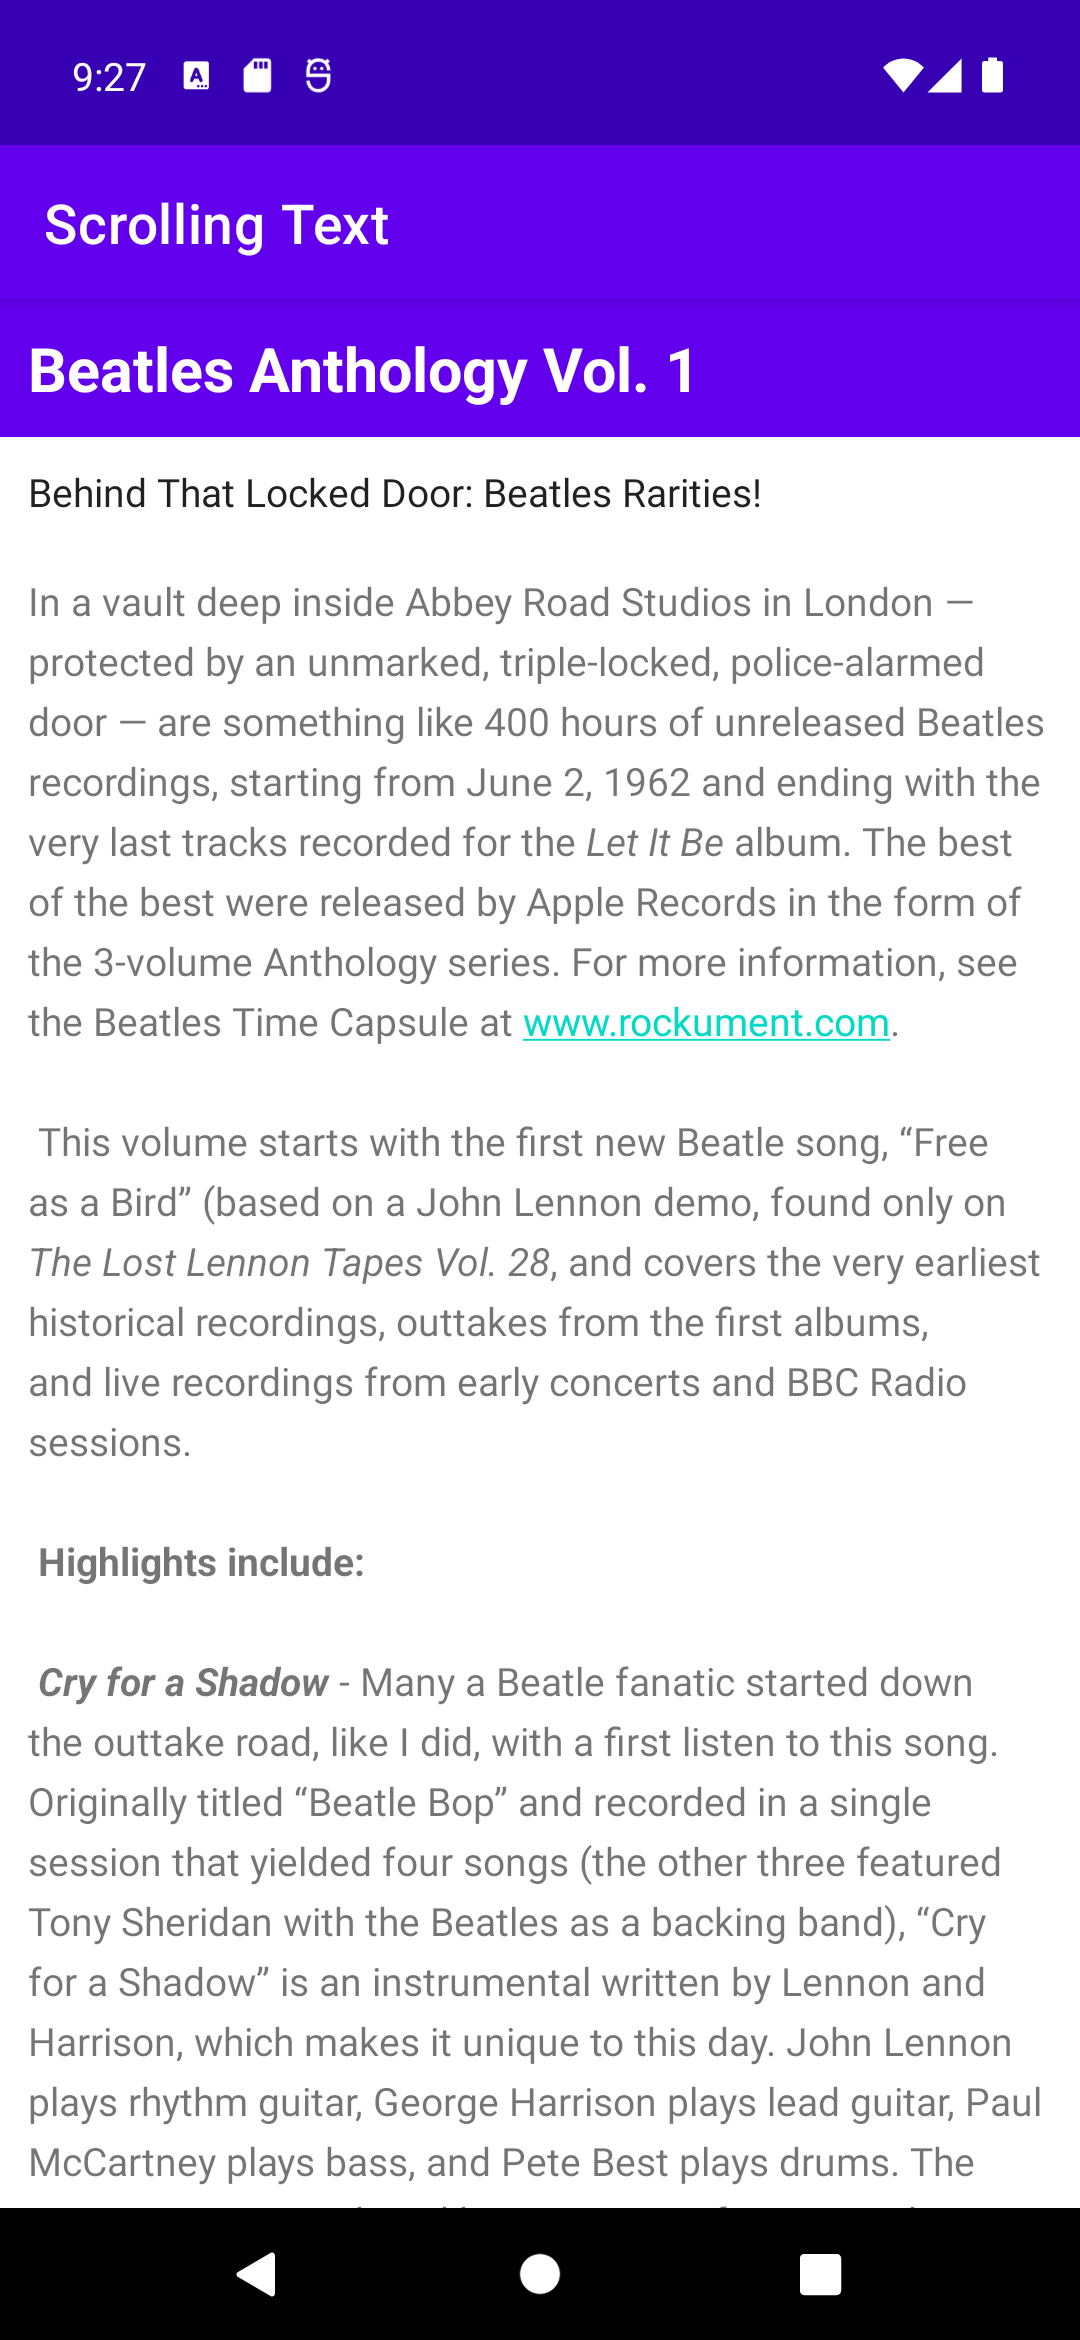 9:27
Scrolling Text
Beatles Anthology Vol. 1
Behind That Locked Door: Beatles Rarities!
In a vault deep inside Abbey Road Studios in London —
protected by an unmarked, triple-locked, police-alarmed
door — are something like 400 hours of unreleased Beatles
recordings, starting from June 2, 1962 and ending with the
very last tracks recorded for the Let It Be album. The best
of the best were released by Apple Records in the form of
the 3-volume Anthology series. For more information, see
the Beatles Time Capsule at www.rockument.com.
This volume starts with the first new Beatle song, “Free
as a Bird” (based on a John Lennon demo, found only on
The Lost Lennon Tapes Vol. 28, and covers the very earliest
historical recordings, outtakes from the first albums,
and live recordings from early concerts and BBC Radio
sessions.
Highlights include:
Cry for a Shadow - Many a Beatle fanatic started down
the outtake road, like I did, with a first listen to this song.
Originally titled “Beatle Bop” and recorded in a single
session that yielded four songs (the other three featured
Tony Sheridan with the Beatles as a backing band), “Cry
for a Shadow” is an instrumental written by Lennon and
Harrison, which makes it unique to this day. John Lennon
plays rhythm guitar, George Harrison plays lead guitar, Paul
McCartney plays bass, and Pete Best plays drums. The